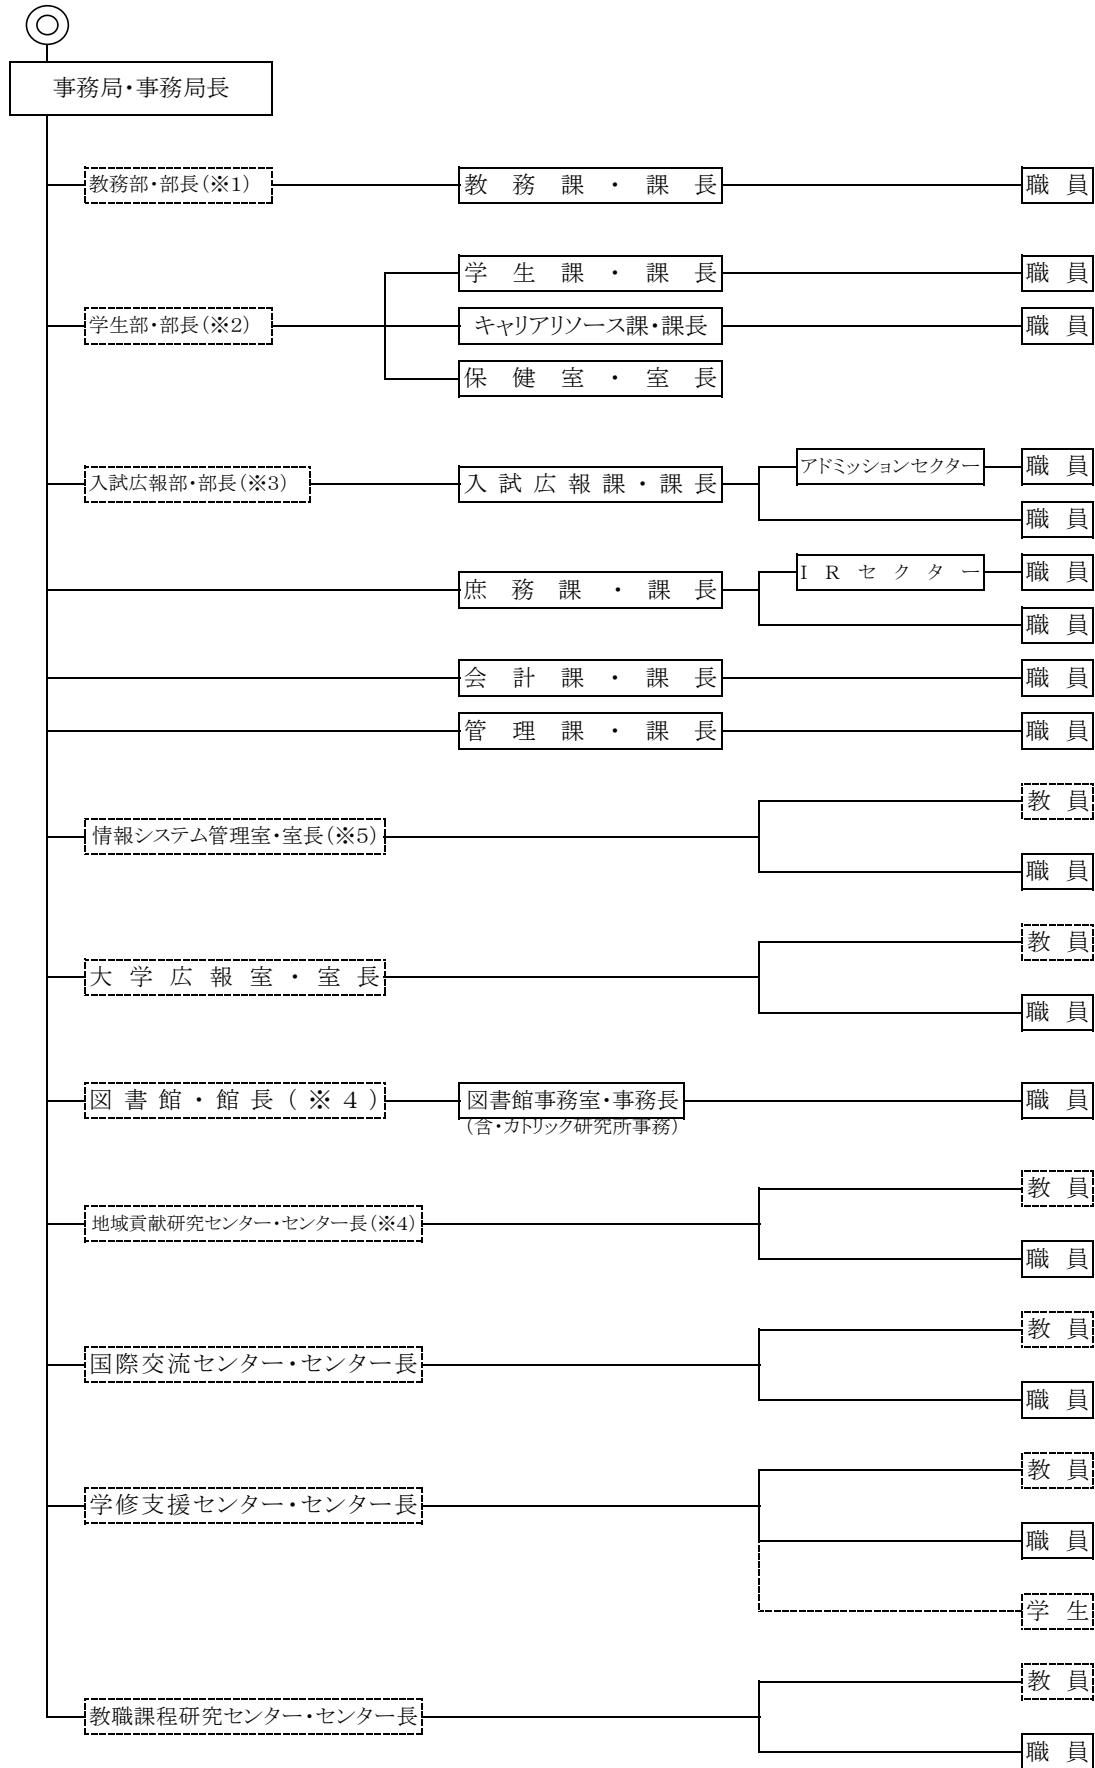 事務局・事務局長
教務部・部長(※1) 教務課・課長 職員
学生課・課長 職員
学生部・部長(※2) キャリアリソース課・課長 職員
保健室・室長
アドミッションセクター 職員
入試広報部・部長(※3) 入試広報課・課長
職員
IRセクター 職員
庶務課・課長
職員
会計課・課長 職員
管理課・課長 職員
教員
情報システム管理室・室長(※5)
職員
教員
大学広報室・室長
職員
図書館・館長(※4) 図書館事務室・事務長 職員
(含・カトリック研究所事務)
教員
地域貢献研究センター・センター長(※4)
職員
教員
国際交流センター・センター長
職員
教員
学修支援センター・センター長
職員
学生
教員
教職課程研究センター・センター長
職員